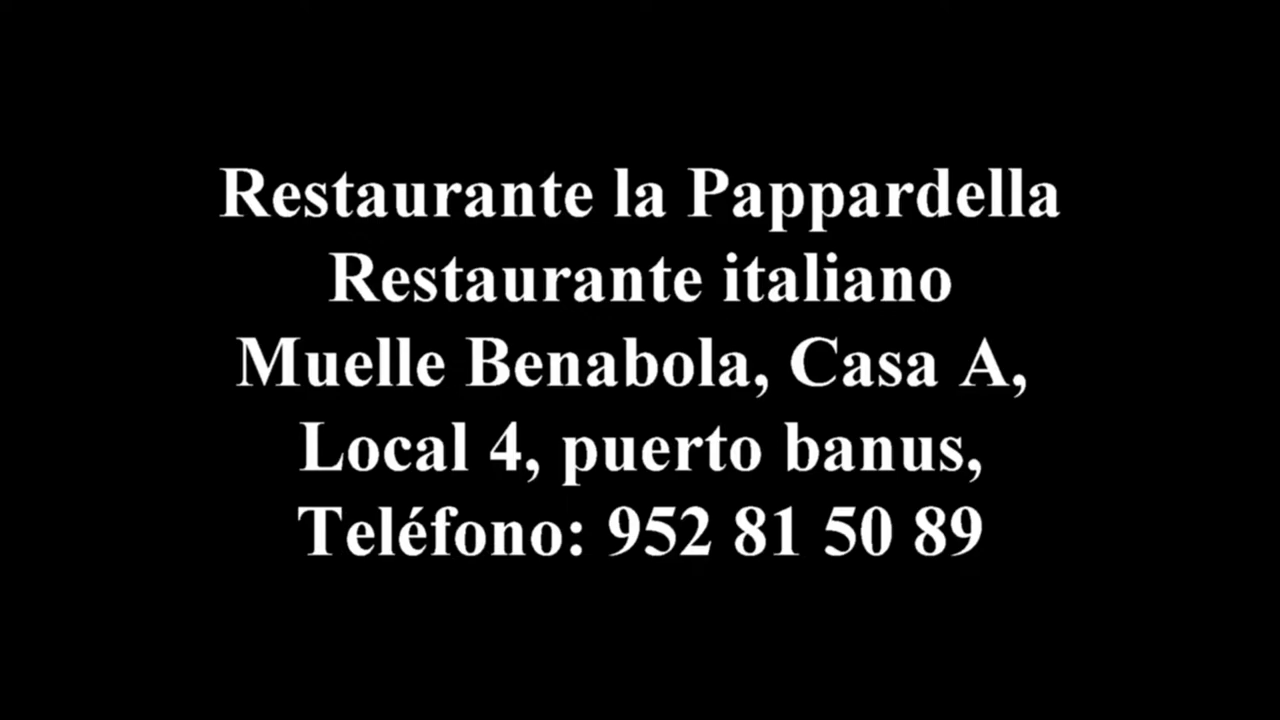 Restaurante la Pappardella
Restaurante italiano
Muelle Benabola, Casa A,
Local 4, puerto banus,
Teléfono: 952 81 50 89